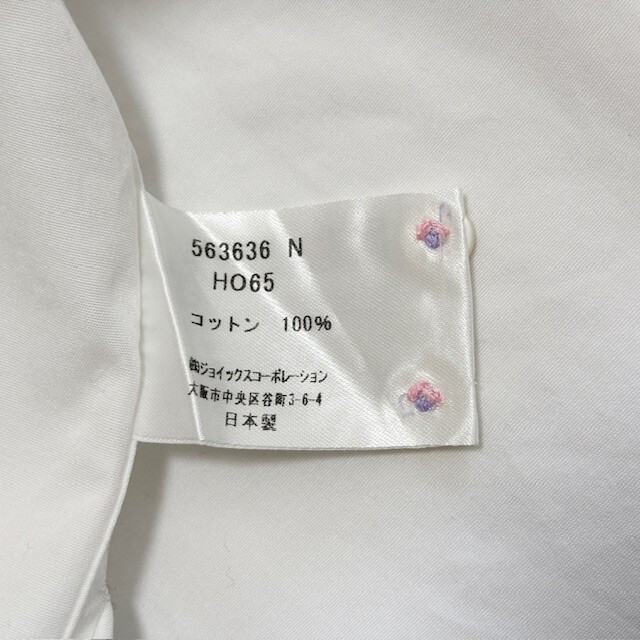 563636 N
HO65
コットン 100%
㈱ジョイックスコーポレーション
大阪市中央区谷町3-6-4
日本製